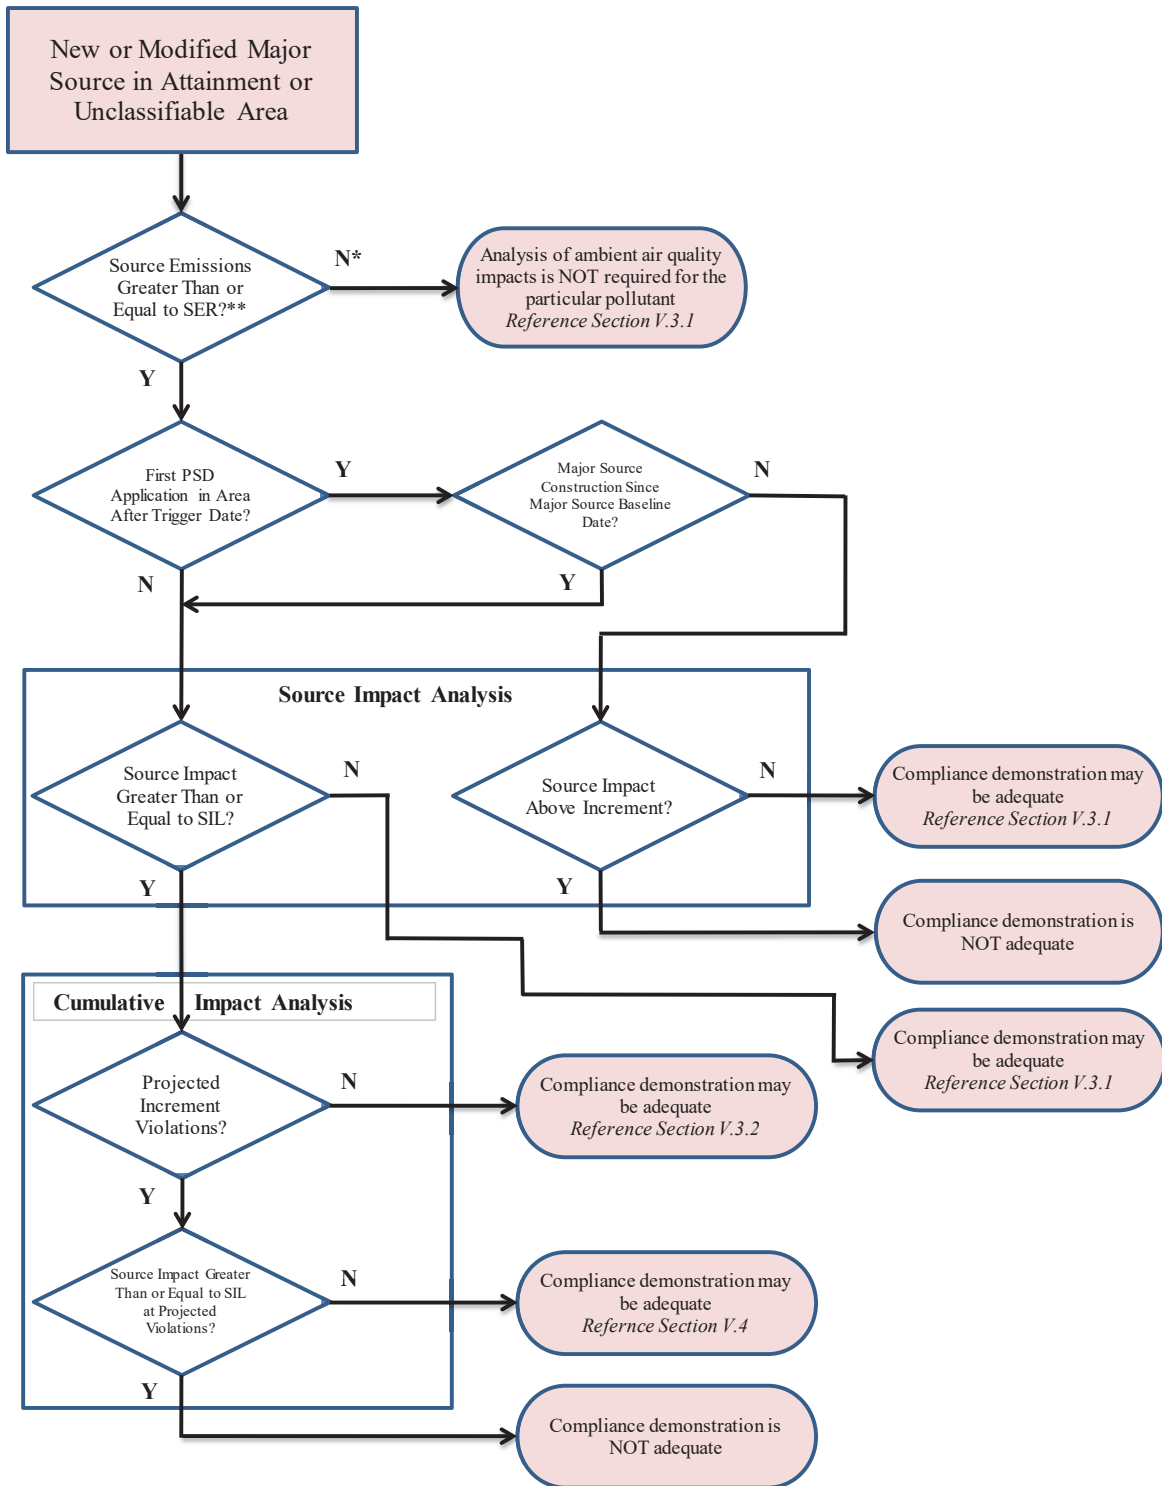 New or Modified Major
Source in Attainment or
Unclassifiable Area
Source Emissions
Greater Than or
Equal to SER?**
N*
Analysis of ambient air quality
impacts is NOT required for the
particular pollutant
Reference Section V.3.1
Y
First PSD
Application in Area
After Trigger Date?
Y
Major Source
Construction Since
Major Source Baseline
Date?
N
N
Y
Source Impact Analysis
Source Impact
Greater Than or
Equal to SIL?
N
Source Impact
Above Increment?
N
Compliance demonstration may
be adequate
Reference Section V.3.1
Y
Y
Compliance demonstration is
NOT adequate
Cumulative Impact Analysis
Compliance demonstration may
be adequate
Reference Section V.3.1
Projected
Increment
Violations?
N
Compliance demonstration may
be adequate
Reference Section V.3.2
Y
Source Impact Greater
Than or Equal to SIL
at Projected
Violations?
N
Compliance demonstration may
be adequate
Refernce Section V.4
Y
Compliance demonstration is
NOT adequate